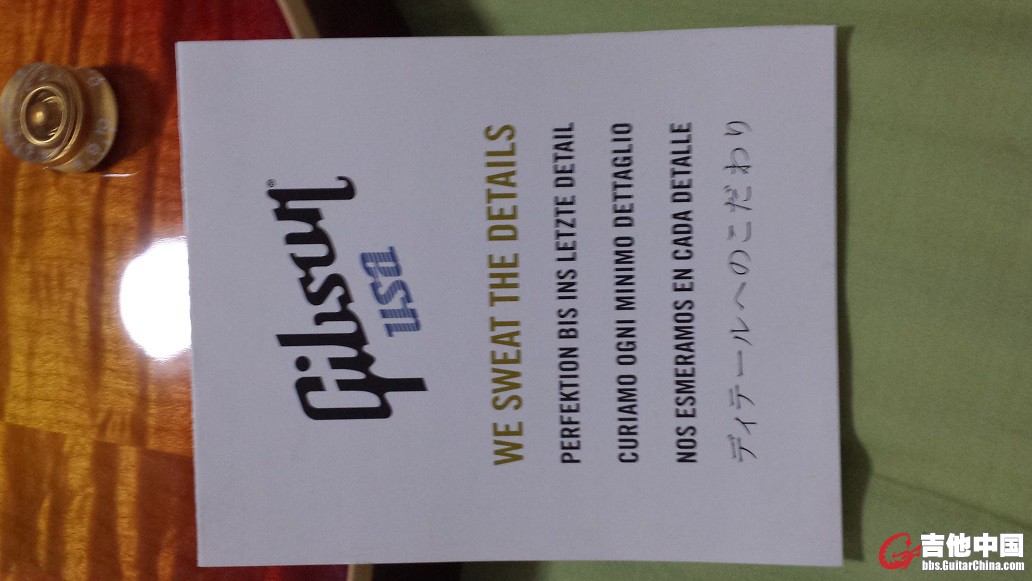 Gibson®
usa
WE SWEAT THE DETAILS
PERFEKTION BIS INS LETZTE DETAIL
CURIAMO OGNI MINIMO DETTAGLIO
NOS ESMERAMOS EN CADA DETALLE
ディテールへのこだわり
吉他中国
bbs.GuitarChina.com